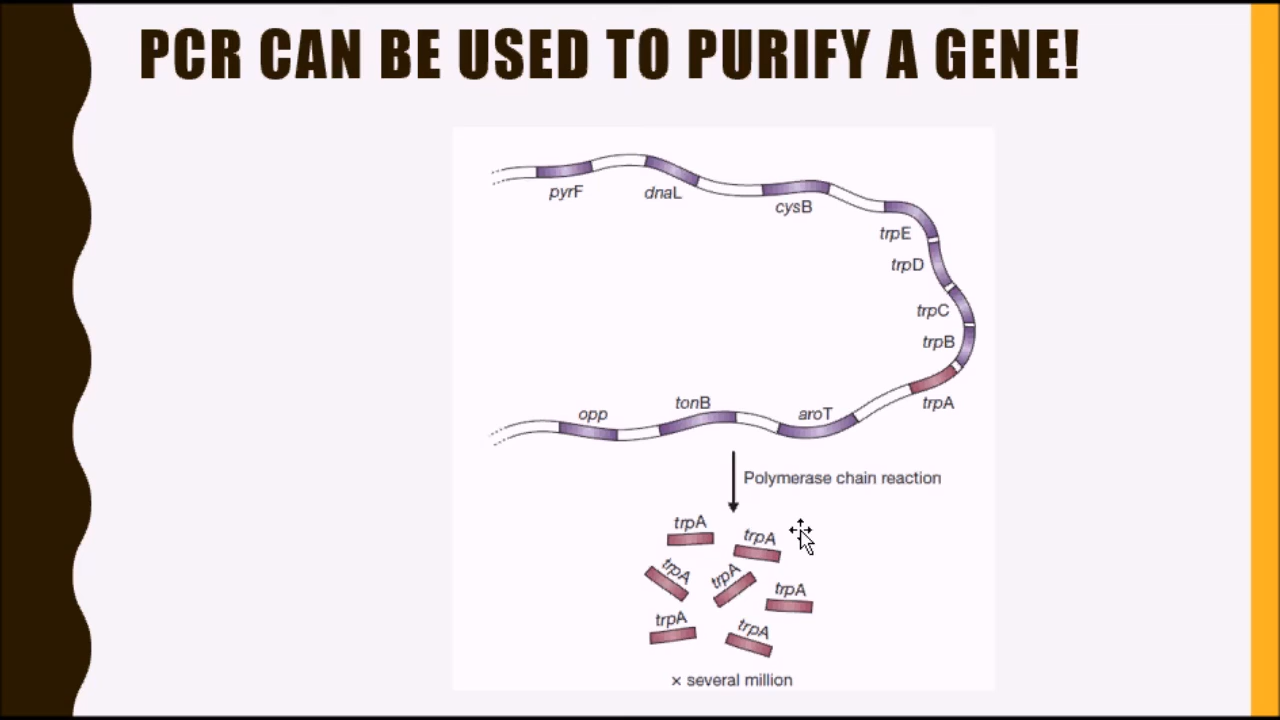 PCR CAN BE USED TO PURIFY A GENE!
pyrF
dnaL
cysB
trpE
trpD
trpC
trpB
trpA
aroT
tonB
opp
Polymerase chain reaction
trpA
trpA
trpA
trpA
trpA
trpA
trpA
× several million